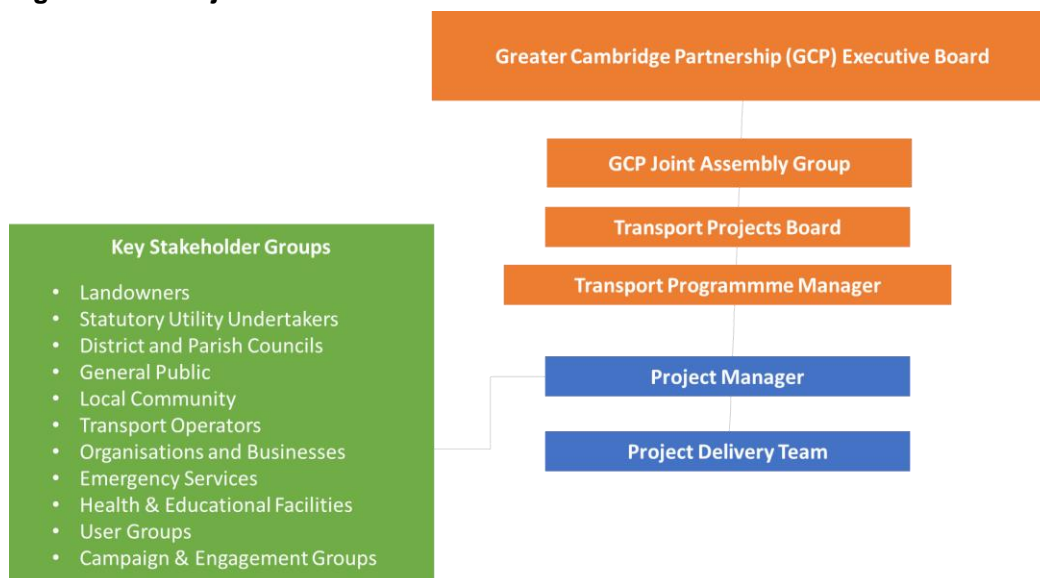 Greater Cambridge Partnership (GCP) Executive Board
GCP Joint Assembly Group
Transport Projects Board
Transport Programmme Manager
Project Manager
Project Delivery Team
Key Stakeholder Groups
• Landowners
• Statutory Utility Undertakers
• District and Parish Councils
• General Public
• Local Community
• Transport Operators
• Organisations and Businesses
• Emergency Services
• Health & Educational Facilities
• User Groups
• Campaign & Engagement Groups